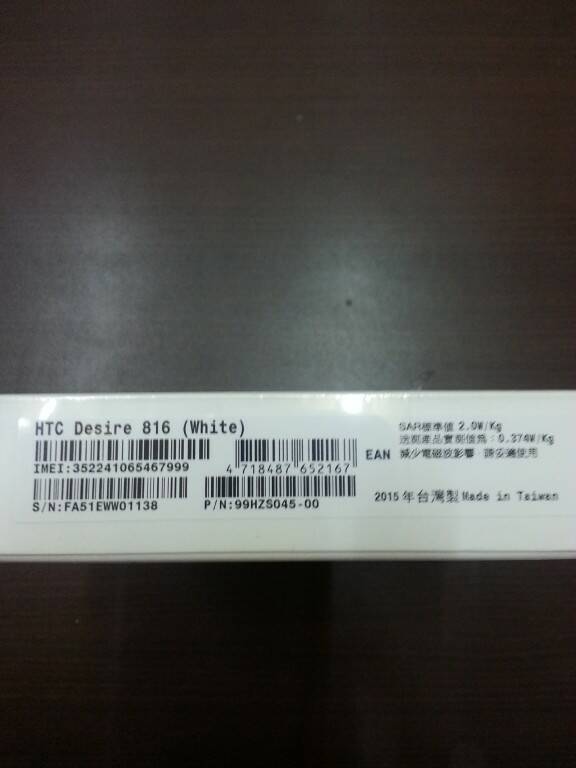 HTC Desire 816 (White)
IMEI:352241065467999
S/N:FA51EWW01138
4 718487 652167
EAN
P/N:99HZS045-00
SAR標準值 2.0W/Kg
送測產品實測值為:0.374W/Kg
減少電磁波影響,請妥適使用
2015年台灣製 Made in Taiwan